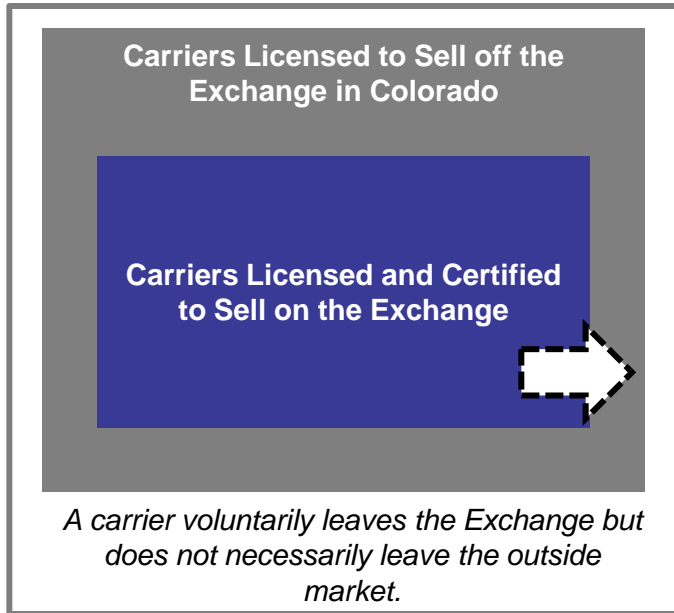 Carriers Licensed to Sell off the
Exchange in Colorado
Carriers Licensed and Certified
to Sell on the Exchange
A carrier voluntarily leaves the Exchange but
does not necessarily leave the outside
market.